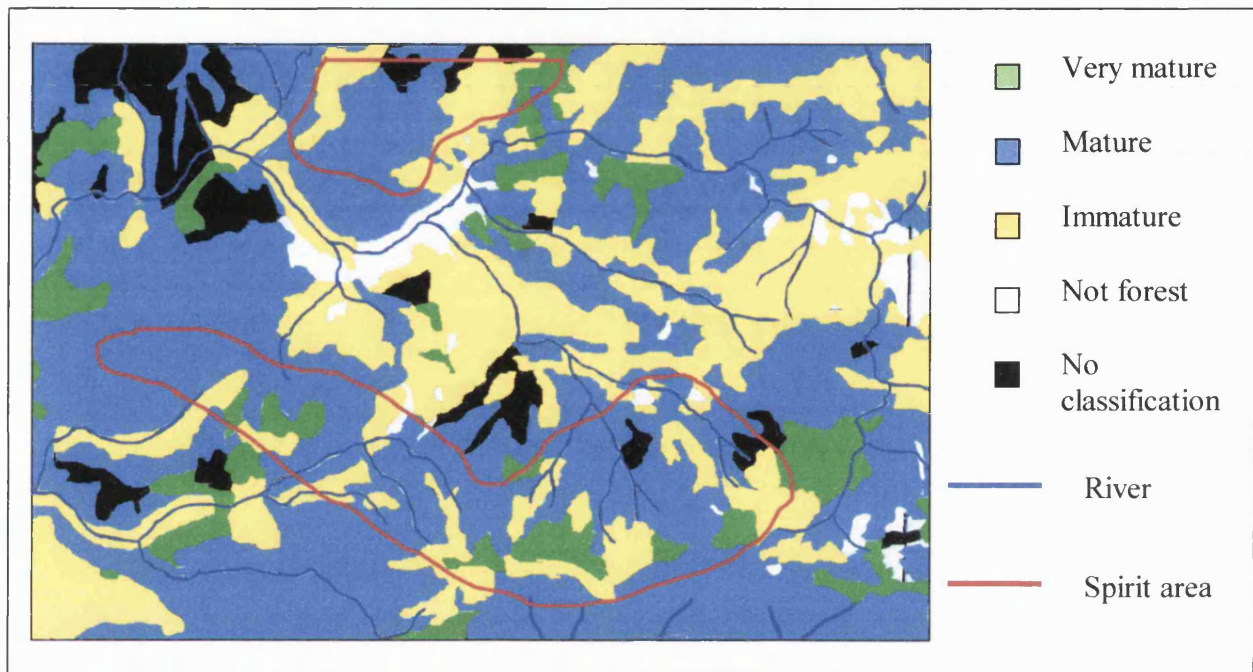 Very mature
Mature
Immature
Not forest
No
classification
River
Spirit area